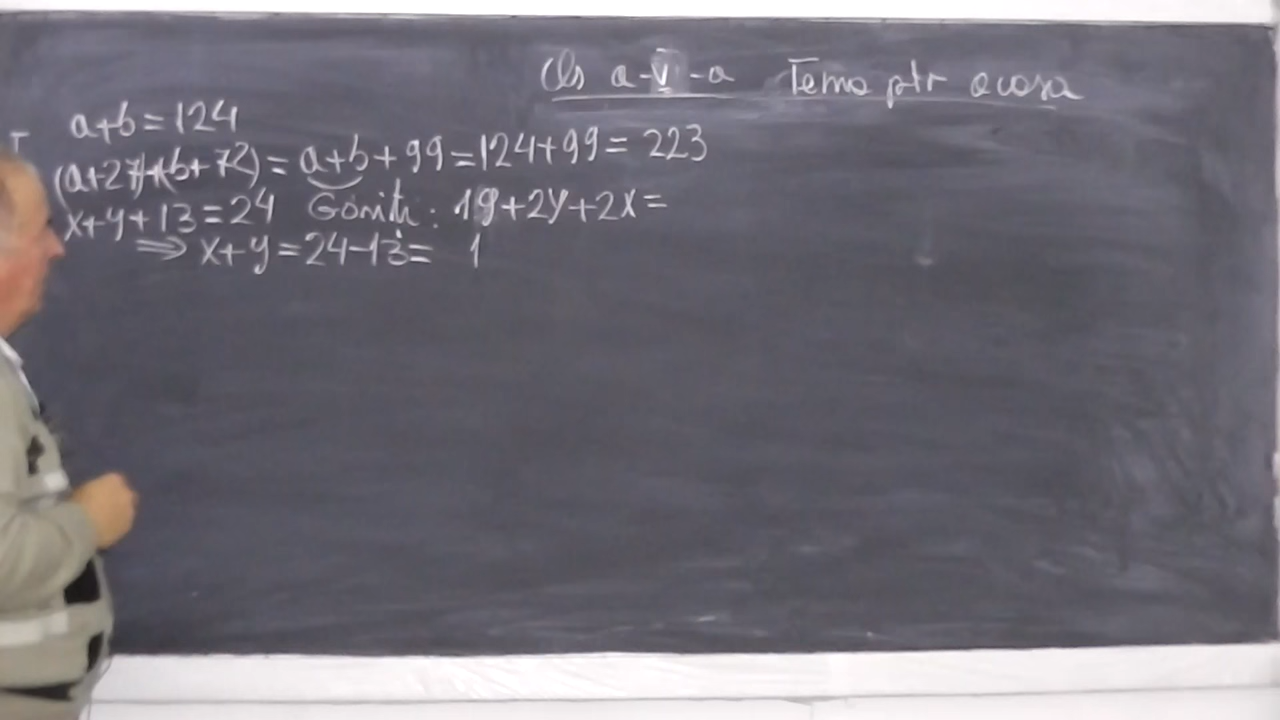 Cls a-V-a Tema ptr acasa
a+b=124
(a+27)+(b+72)=a+b+99=124+99=223
x+y+13=24 19+2y+2x=
⇒ x+y=24-13= 1